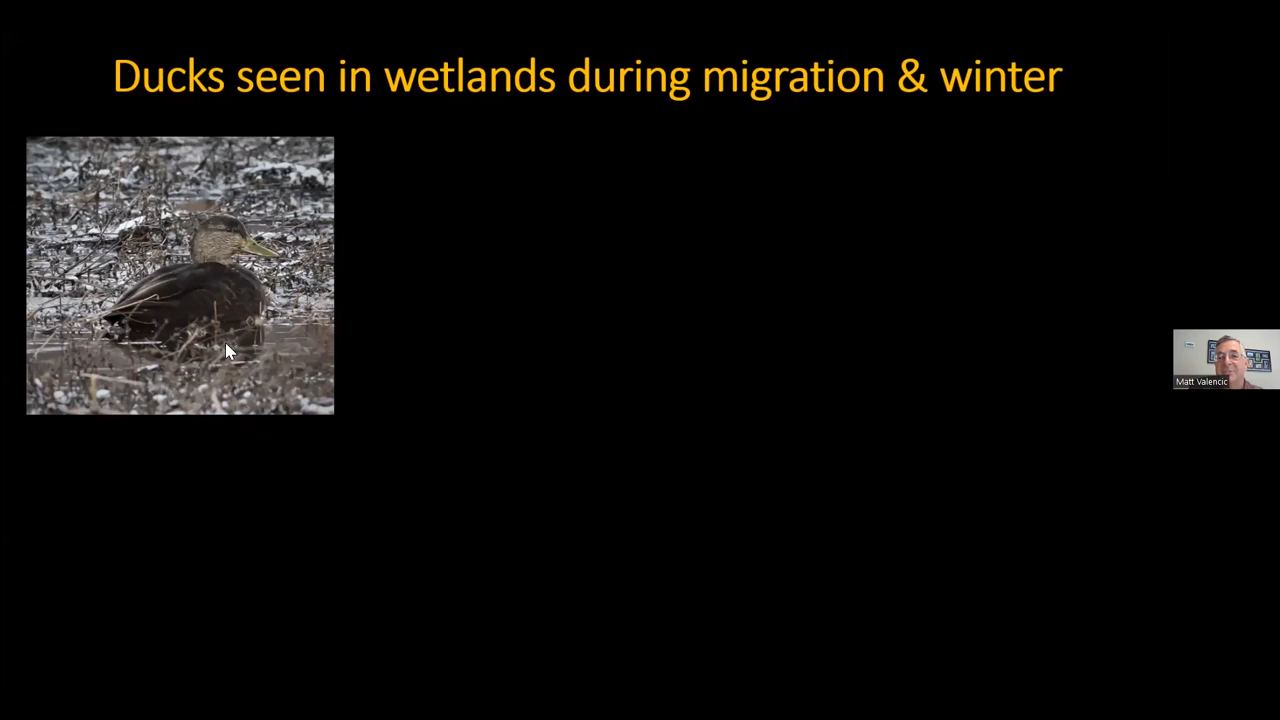 Ducks seen in wetlands during migration & winter
Matt Valencic